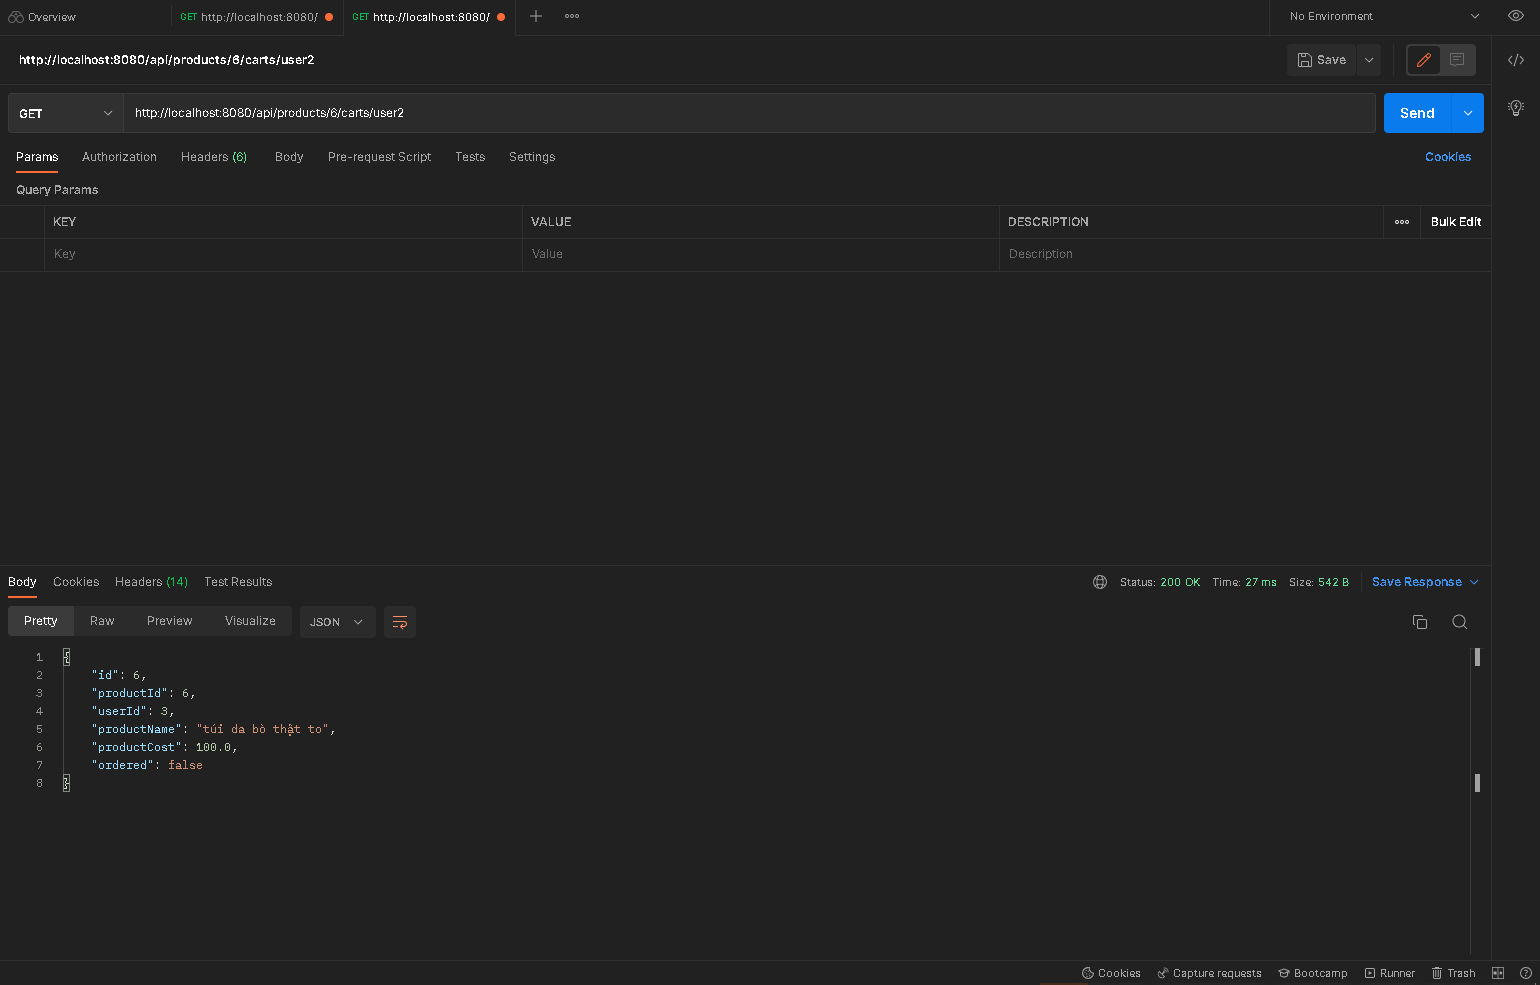 Overview
GET http://localhost:8080/
GET http://localhost:8080/
No Environment
http://localhost:8080/api/products/6/carts/user2
Save
GET
http://localhost:8080/api/products/6/carts/user2
Send
Params Authorization Headers (6) Body Pre-request Script Tests Settings Cookies
Query Params
KEY VALUE DESCRIPTION Bulk Edit
Key Value Description
Body Cookies Headers (14) Test Results Status: 200 OK Time: 27 ms Size: 542 B Save Response
Pretty Raw Preview Visualize JSON
1 {
2 "id": 6,
3 "productId": 6,
4 "userId": 3,
5 "productName": "túi da bò thật to",
6 "productCost": 100.0,
7 "ordered": false
8 }
Cookies Capture requests Bootcamp Runner Trash